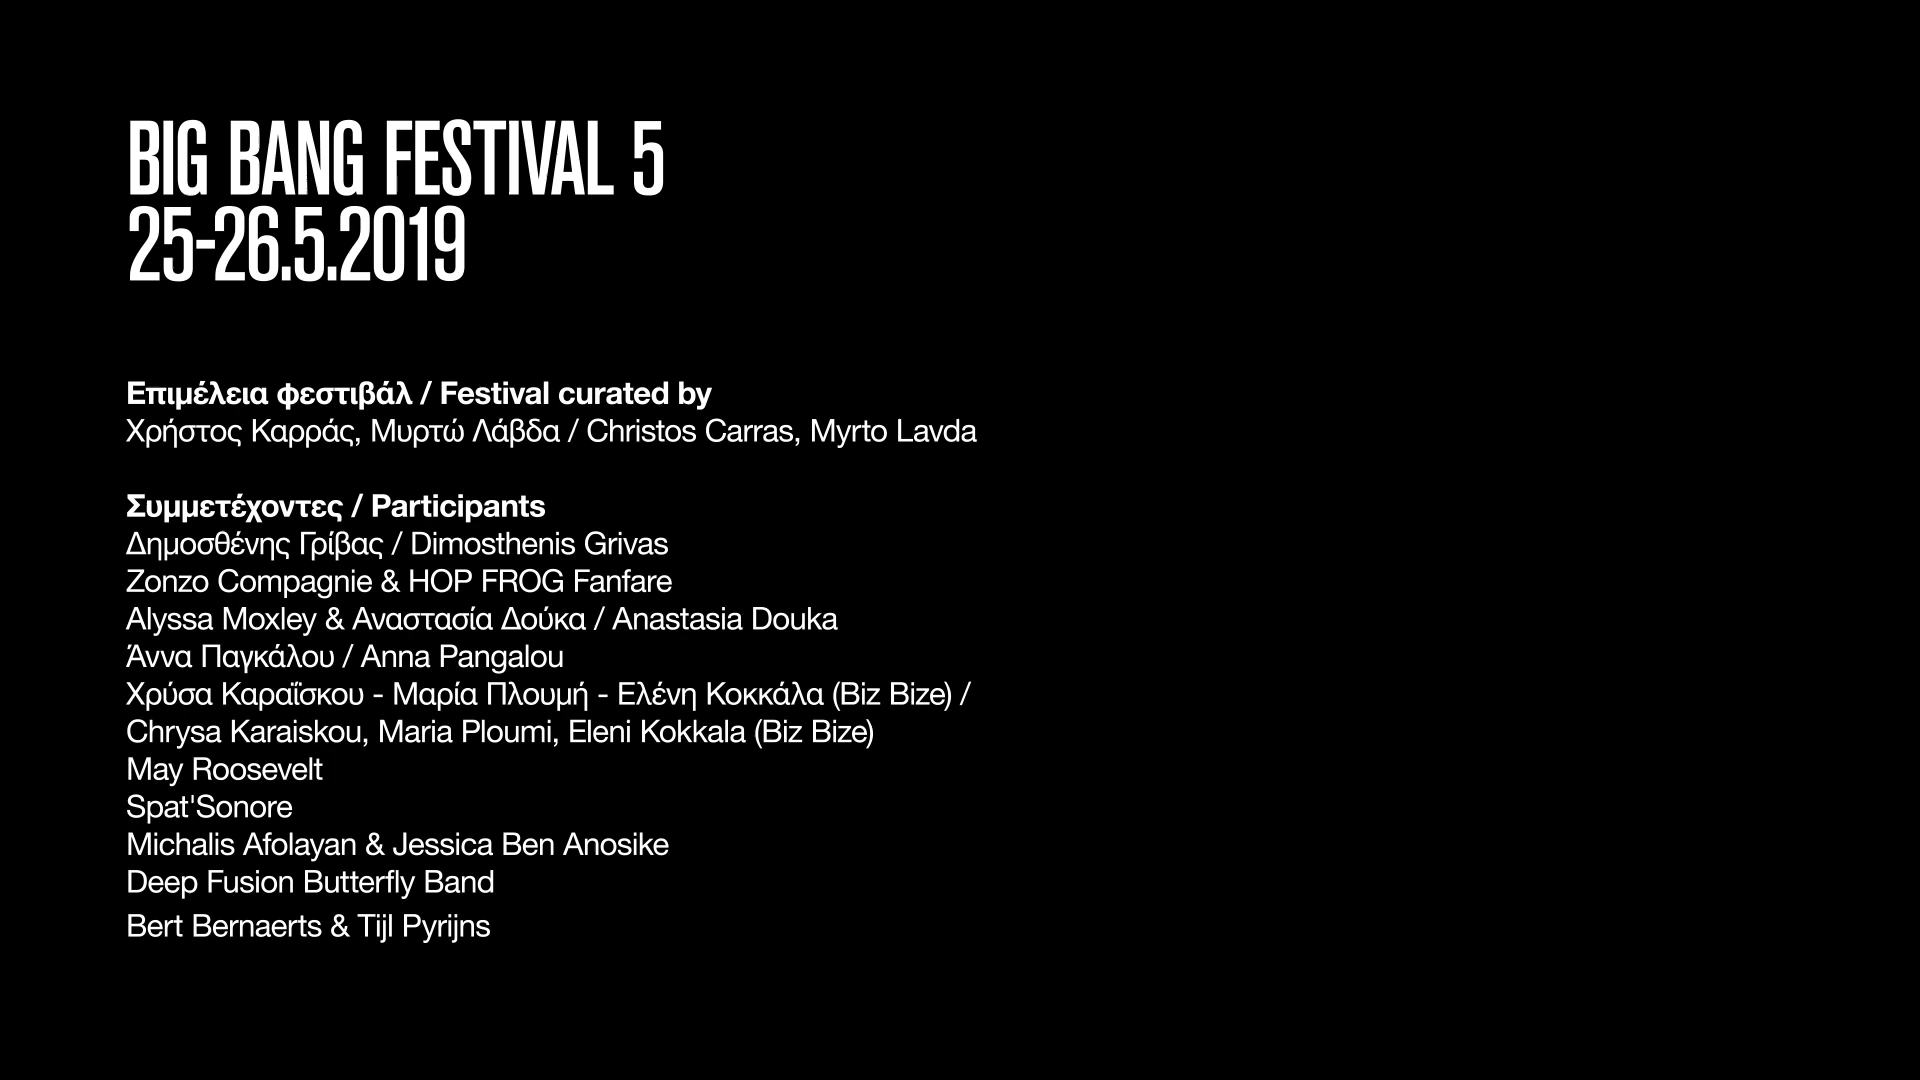 BIG BANG FESTIVAL 5
25-26.5.2019
Επιμέλεια φεστιβάλ / Festival curated by
Χρήστος Καρράς, Μυρτώ Λάβδα / Christos Carras, Myrto Lavda
Συμμετέχοντες / Participants
Δημοσθένης Γρίβας / Dimosthenis Grivas
Zonzo Compagnie & HOP FROG Fanfare
Alyssa Moxley & Αναστασία Δούκα / Anastasia Douka
Άννα Παγκάλου / Anna Pangalou
Χρύσα Καραΐσκου - Μαρία Πλουμή - Ελένη Κοκκάλα (Biz Bize) /
Chrysa Karaiskou, Maria Ploumi, Eleni Kokkala (Biz Bize)
May Roosevelt
Spat'Sonore
Michalis Afolayan & Jessica Ben Anosike
Deep Fusion Butterfly Band
Bert Bernaerts & Tijl Pyrijns